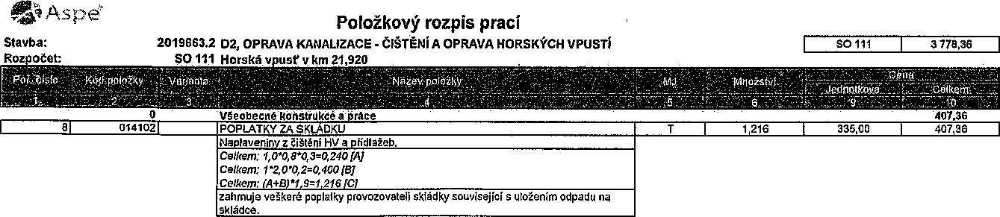 Aspe
Položkový rozpis prací
Stavba: 2019663.2 D2, OPRAVA KANALIZACE - ČIŠTĚNÍ A OPRAVA HORSKÝCH VPUSTÍ SO 111 3 778,36
Rozpočet: SO 111 Horská vpusť v km 21,920
Poř. číslo Kód položky Varianta Název položky MJ Množství Cena
Jednotková Celkem
1 2 3 4 5 6 9 10
0 Všeobecné konstrukce a práce 407,36
8 014102 POPLATKY ZA SKLÁDKU T 1,216 335,00 407,36
Naplaveniny z čištění HV a přídlažeb.
Celkem: 1,0*0,8*0,3=0,240 [A]
Celkem: 1*2,0*0,2=0,400 [B]
Celkem: (A+B)*1,9=1,216 [C]
zahrnuje veškeré poplatky provozovateli skládky související s uložením odpadu na
skládce.